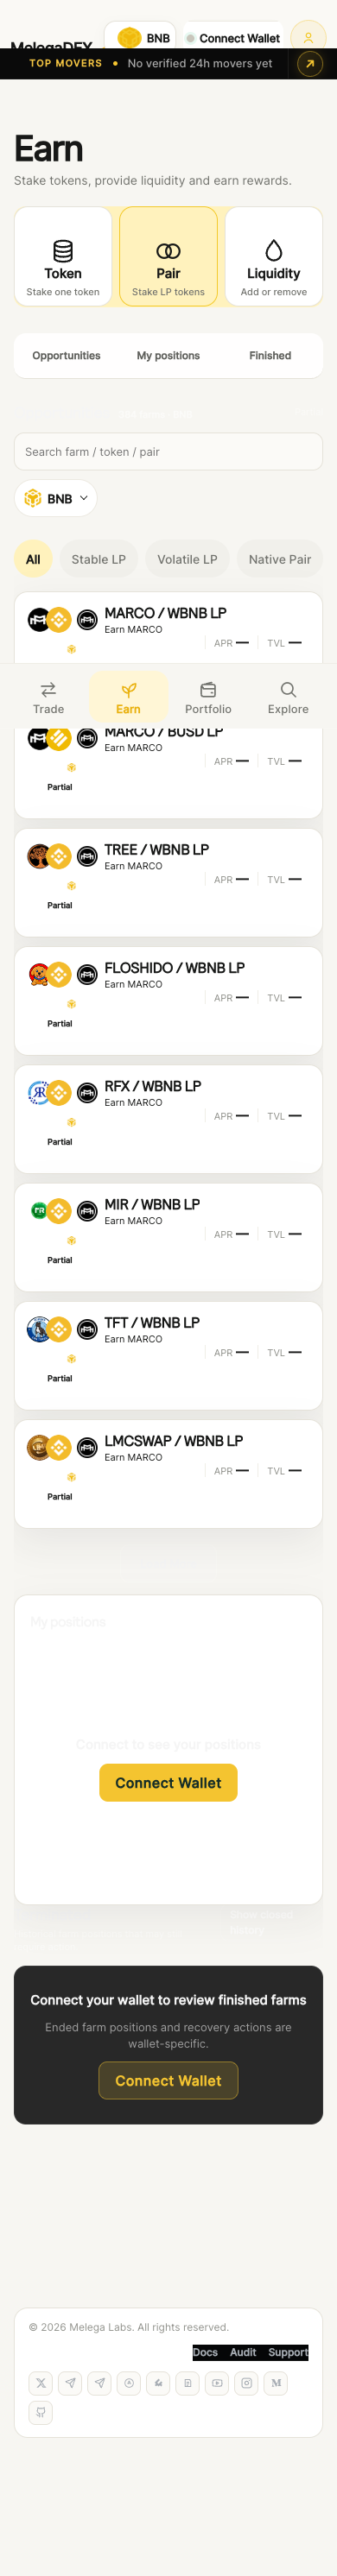 MelegaDEX
BNB
Connect Wallet
TOP MOVERS • No verified 24h movers yet
Earn
Stake tokens, provide liquidity and earn rewards.
Token
Stake one token
Pair
Stake LP tokens
Liquidity
Add or remove
Opportunities
My positions
Finished
Search farm / token / pair
BNB
All
Stable LP
Volatile LP
Native Pair
MARCO / WBNB LP
Earn MARCO
APR —
TVL —
Trade
Earn
Portfolio
Explore
MARCO / BUSD LP
Earn MARCO
APR —
TVL —
Partial
TREE / WBNB LP
Earn MARCO
APR —
TVL —
Partial
FLOSHIDO / WBNB LP
Earn MARCO
APR —
TVL —
Partial
RFX / WBNB LP
Earn MARCO
APR —
TVL —
Partial
MIR / WBNB LP
Earn MARCO
APR —
TVL —
Partial
TFT / WBNB LP
Earn MARCO
APR —
TVL —
Partial
LMCSWAP / WBNB LP
Earn MARCO
APR —
TVL —
Partial
My positions
Connect to see your positions
Connect Wallet
history
Connect your wallet to review finished farms
Ended farm positions and recovery actions are
wallet-specific.
Connect Wallet
© 2026 Melega Labs. All rights reserved.
Docs
Audit
Support